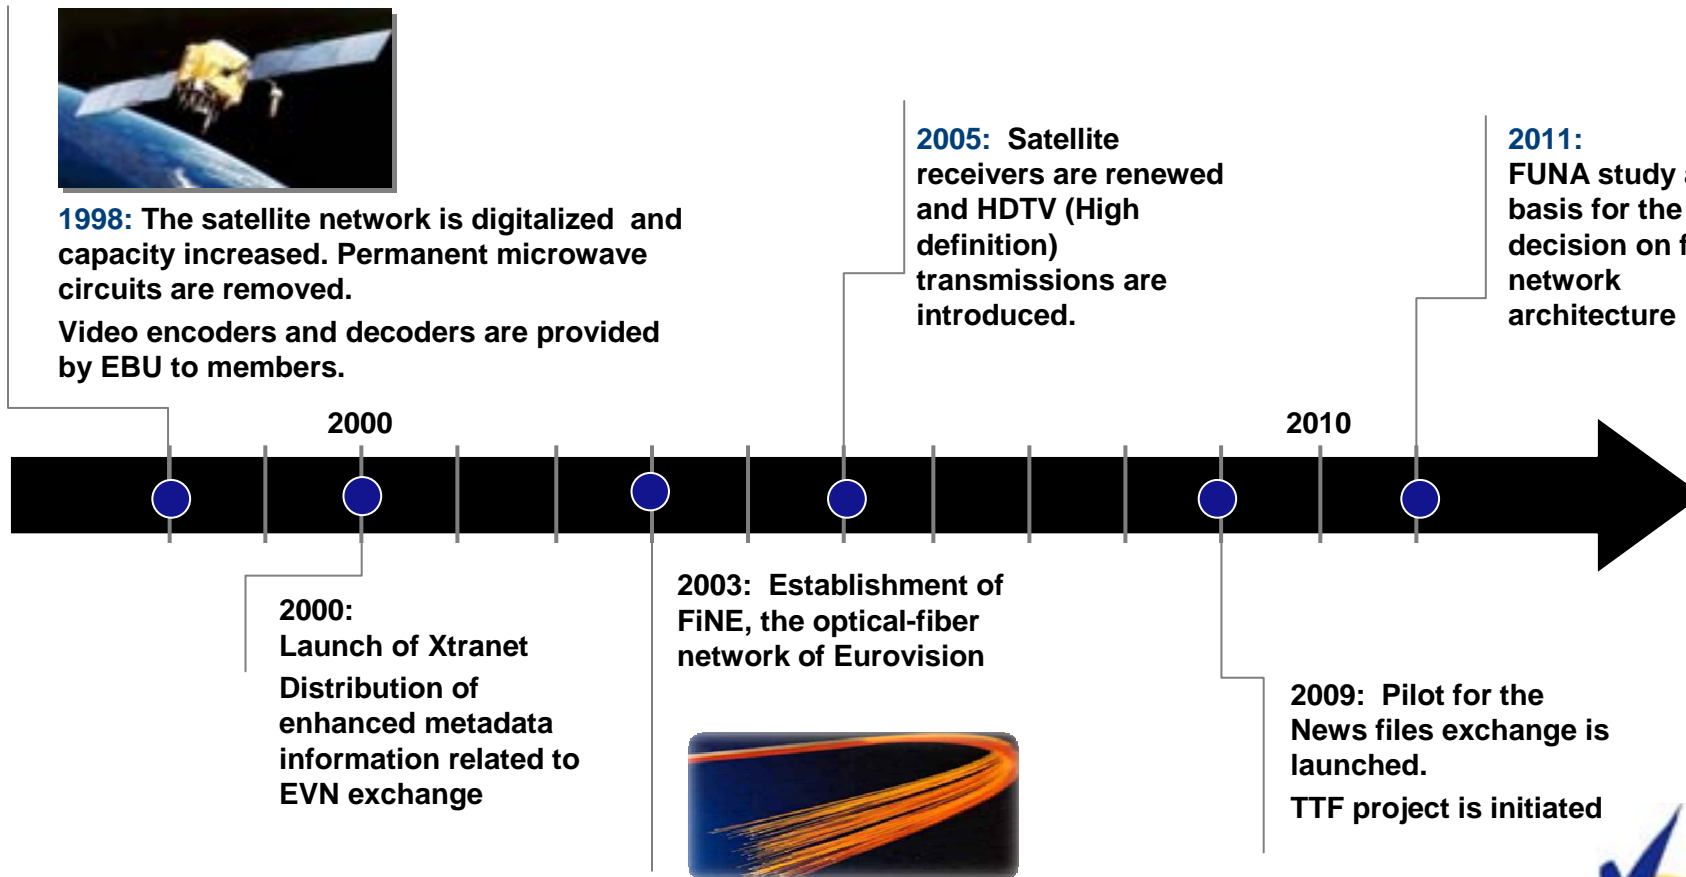 1998: The satellite network is digitalized and
capacity increased. Permanent microwave
circuits are removed.
Video encoders and decoders are provided
by EBU to members.
2005: Satellite
receivers are renewed
and HDTV (High
definition)
transmissions are
introduced.
2011:
FUNA study
basis for the
decision on
network
architecture
2000
2010
2000:
Launch of Xtranet
Distribution of
enhanced metadata
information related to
EVN exchange
2003: Establishment of
FiNE, the optical-fiber
network of Eurovision
2009: Pilot for the
News files exchange is
launched.
TTF project is initiated